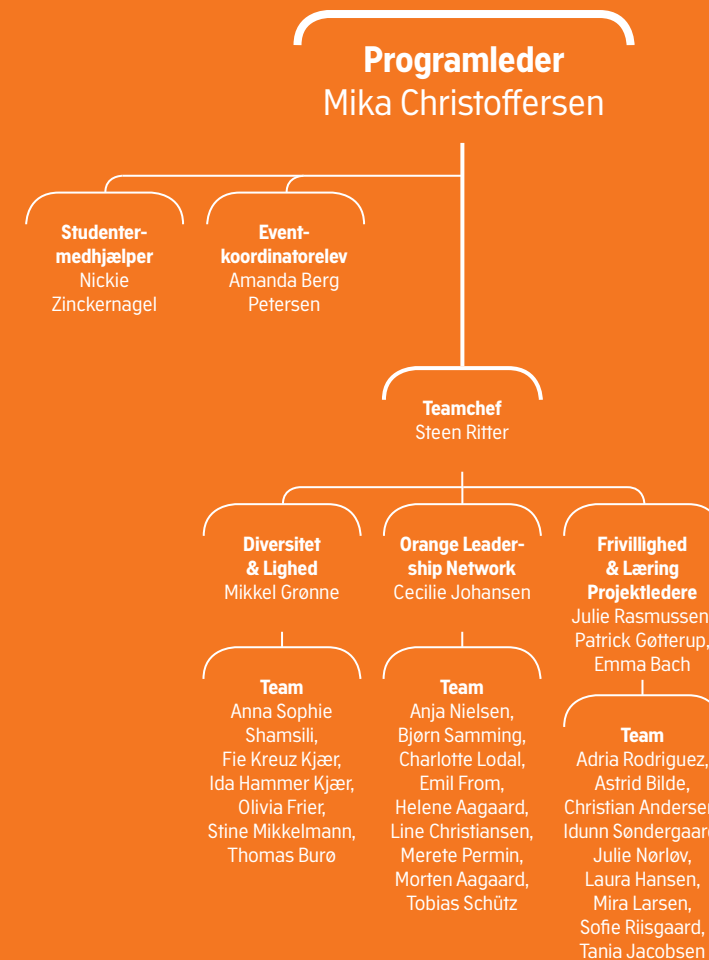 Programleder
Mika Christoffersen
Studenter-
medhjælper
Nickie
Zinckernagel
Event-
koordinatorelev
Amanda Berg
Petersen
Teamchef
Steen Ritter
Diversitet
& Lighed
Mikkel Grønne
Orange Leader-
ship Network
Cecilie Johansen
Frivillighed
& Læring
Projektledere
Julie Rasmussen
Patrick Gøtterup,
Emma Bach
Team
Anna Sophie
Shamsili,
Fie Kreuz Kjær,
Ida Hammer Kjær,
Olivia Frier,
Stine Mikkelmann,
Thomas Burø
Team
Anja Nielsen,
Bjørn Samming,
Charlotte Lodal,
Emil From,
Helene Aagaard,
Line Christiansen,
Merete Permin,
Morten Aagaard,
Tobias Schütz
Team
Adria Rodriguez,
Astrid Bilde,
Christian Andersen
Idunn Søndergaard
Julie Nørløv,
Laura Hansen,
Mira Larsen,
Sofie Riisgaard,
Tania Jacobsen